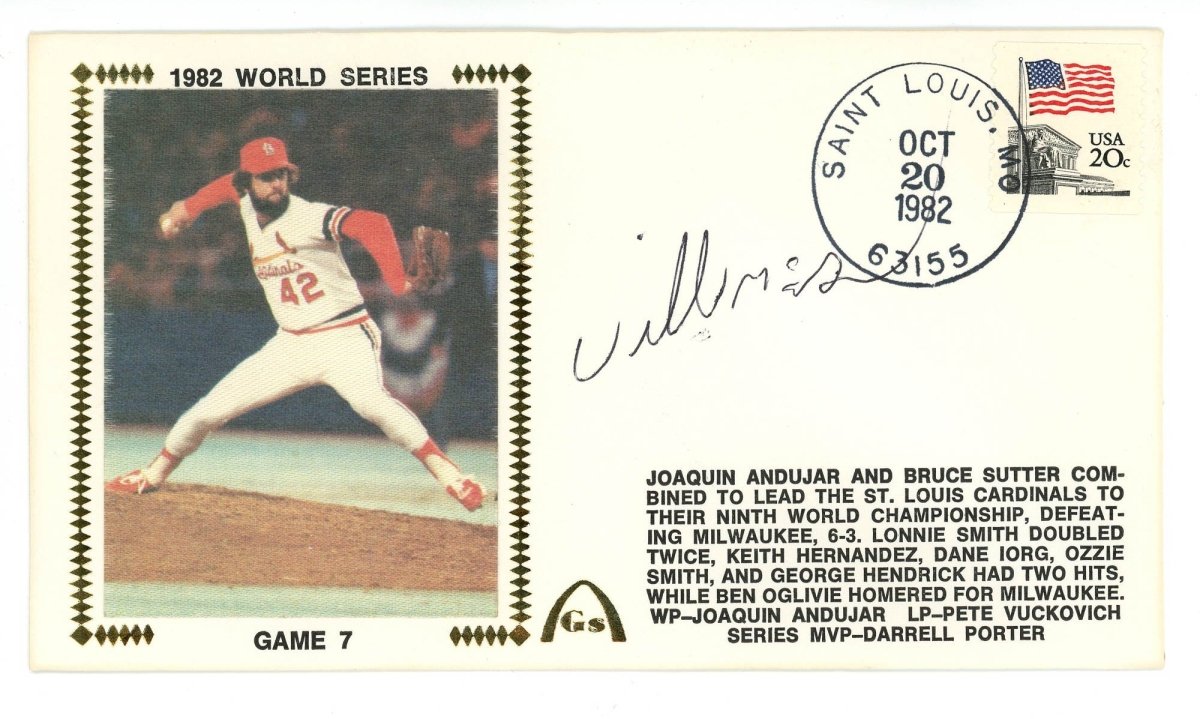 1982 WORLD SERIES
Cardinals
42
GAME 7
SAINT LOUIS, MO
OCT
20
1982
63155
USA
20c
Gs
JOAQUIN ANDUJAR AND BRUCE SUTTER COM-
BINED TO LEAD THE ST. LOUIS CARDINALS TO
THEIR NINTH WORLD CHAMPIONSHIP, DEFEAT-
ING MILWAUKEE, 6-3. LONNIE SMITH DOUBLED
TWICE, KEITH HERNANDEZ, DANE IORG, OZZIE
SMITH, AND GEORGE HENDRICK HAD TWO HITS,
WHILE BEN OGLIVIE HOMERED FOR MILWAUKEE.
WP–JOAQUIN ANDUJAR LP–PETE VUCKOVICH
SERIES MVP–DARRELL PORTER